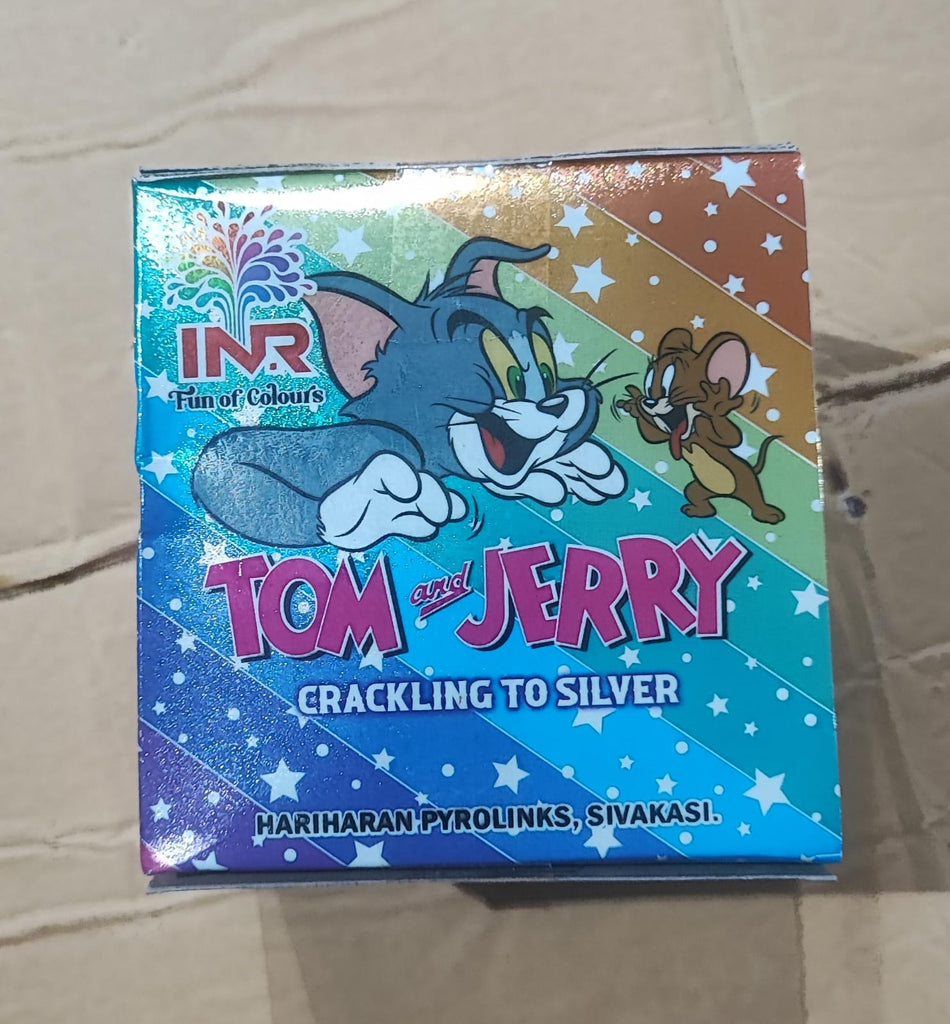 INR
Fun of Colours
TOM and JERRY
CRACKLING TO SILVER
HARIHARAN PYROLINKS, SIVAKASI.